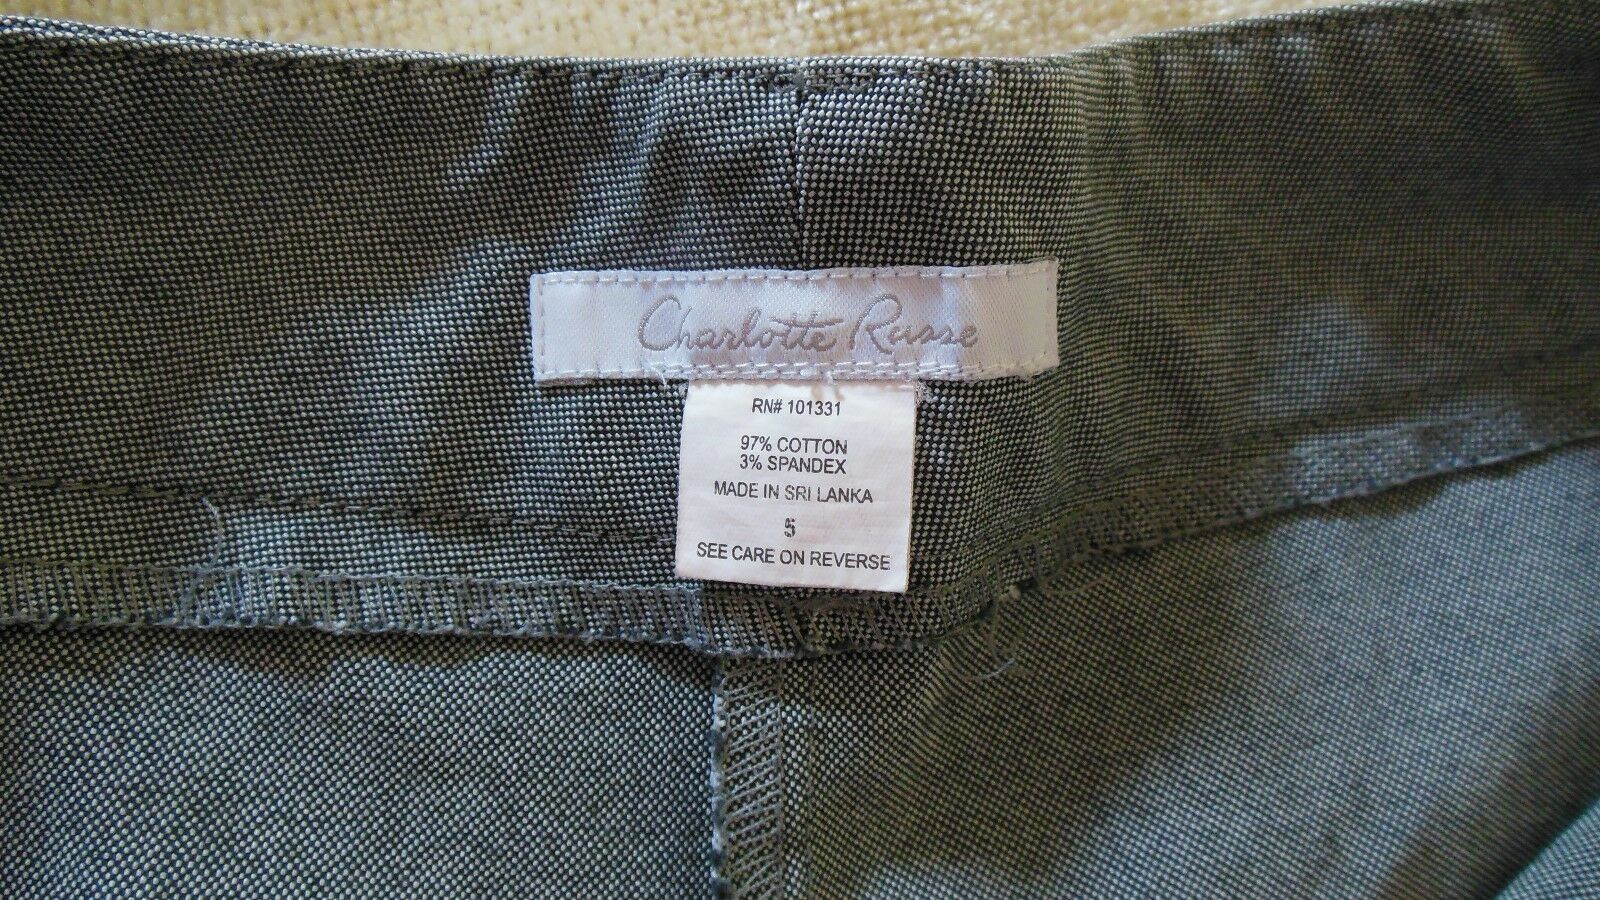 Charlotte Russe
RN# 101331
97% COTTON
3% SPANDEX
MADE IN SRI LANKA
5
SEE CARE ON REVERSE